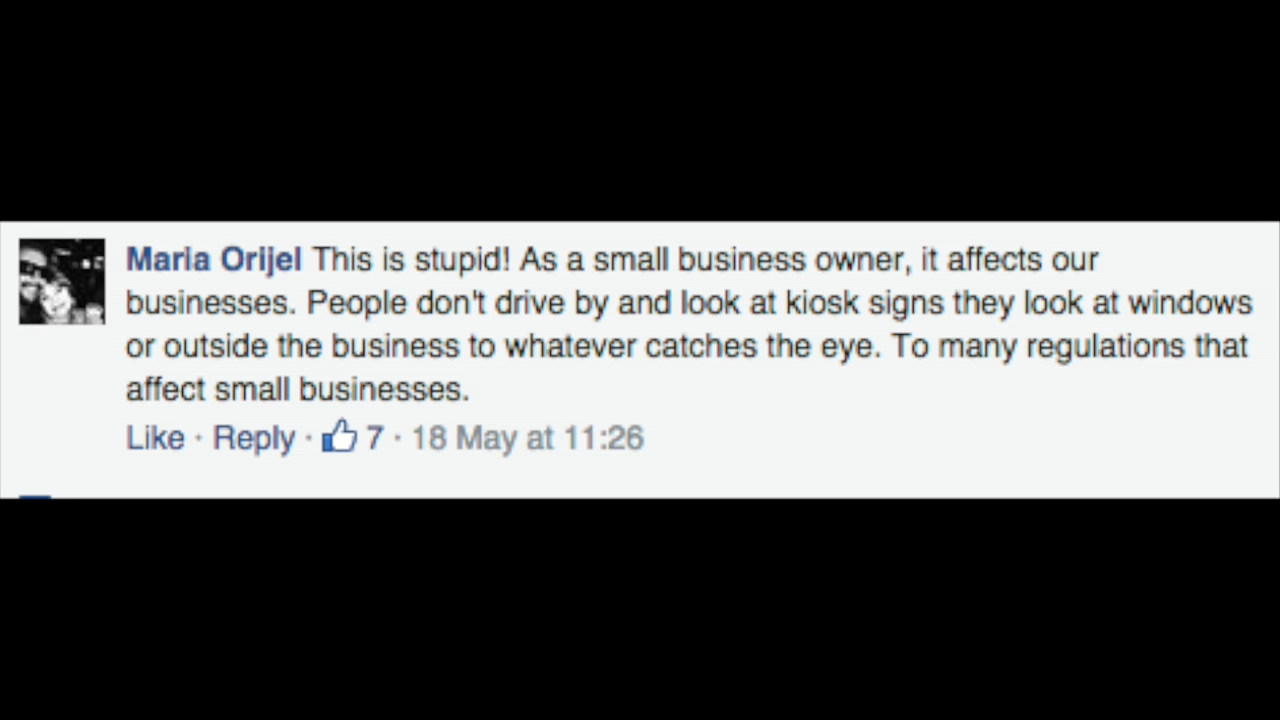 Maria Orijel This is stupid! As a small business owner, it affects our
businesses. People don't drive by and look at kiosk signs they look at windows
or outside the business to whatever catches the eye. To many regulations that
affect small businesses.
Like · Reply · 7 · 18 May at 11:26